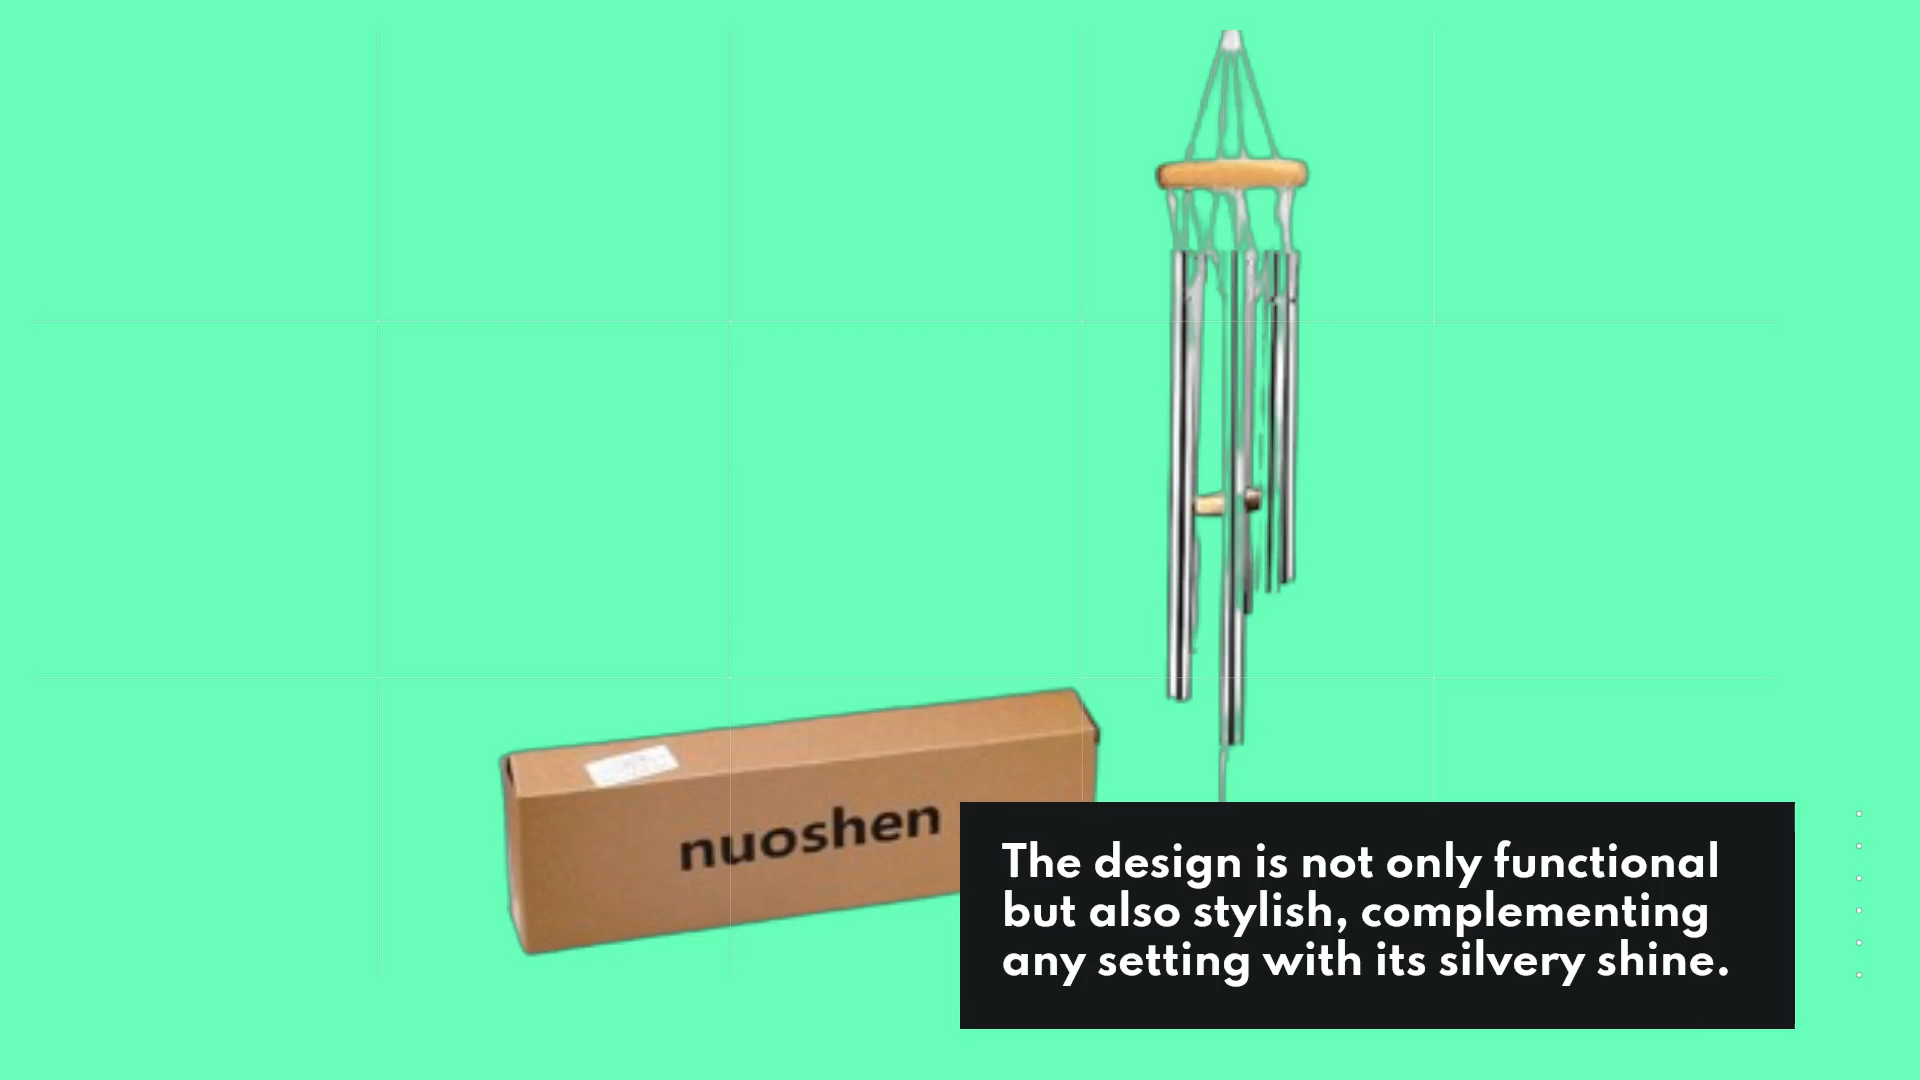 nuoshen
The design is not only functional
but also stylish, complementing
any setting with its silvery shine.